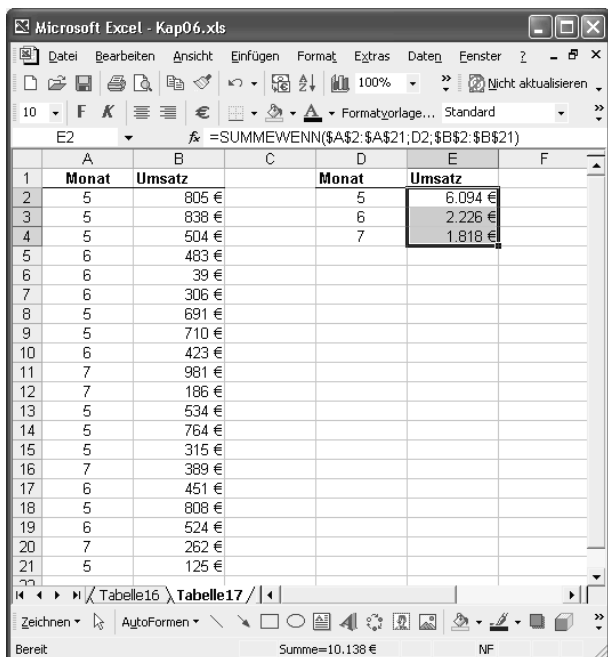 Microsoft Excel - Kap06.xls
Datei Bearbeiten Ansicht Einfügen Format Extras Daten Fenster ?
100% Nicht aktualisieren
10 F K € A Formatvorlage... Standard
E2 fx =SUMMEWENN($A$2:$A$21;D2;$B$2:$B$21)
A B C D E F
1 Monat Umsatz Monat Umsatz
2 5 805 € 5 6.094 €
3 5 838 € 6 2.226 €
4 5 504 € 7 1.818 €
5 6 483 €
6 6 39 €
7 6 306 €
8 5 691 €
9 5 710 €
10 6 423 €
11 7 981 €
12 7 186 €
13 5 534 €
14 5 764 €
15 5 315 €
16 7 389 €
17 6 451 €
18 5 808 €
19 6 524 €
20 7 262 €
21 5 125 €
Tabelle16 Tabelle17
Zeichnen AutoFormen
Bereit Summe=10.138 € NF